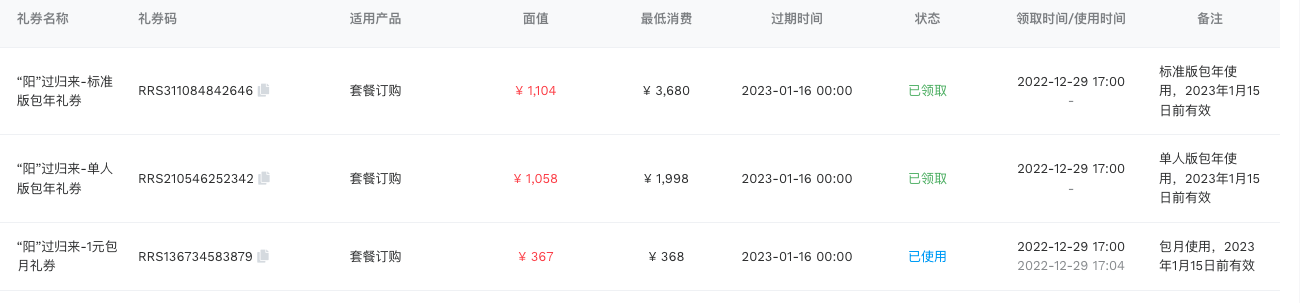 礼券名称 礼券码 适用产品 面值 最低消费 过期时间 状态 领取时间/使用时间 备注
“阳”过归来-标准
版包年礼券
RRS311084842646 套餐订购 ¥ 1,104 ¥ 3,680 2023-01-16 00:00 已领取
2022-12-29 17:00
-
标准版包年使
用，2023年1月15
日前有效
“阳”过归来-单人
版包年礼券
RRS210546252342 套餐订购 ¥ 1,058 ¥ 1,998 2023-01-16 00:00 已领取
2022-12-29 17:00
-
单人版包年使
用，2023年1月15
日前有效
“阳”过归来-1元包
月礼券
RRS136734583879 套餐订购 ¥ 367 ¥ 368 2023-01-16 00:00 已使用
2022-12-29 17:00
2022-12-29 17:04
包月使用，2023
年1月15日前有效